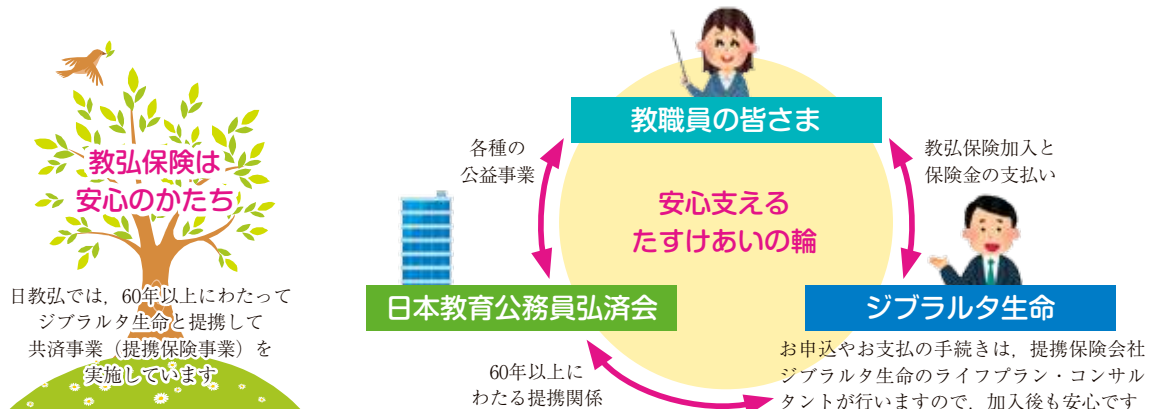 教弘保険は
安心のかたち
日教弘では，60年以上にわたって
ジブラルタ生命と提携して
共済事業（提携保険事業）を
実施しています
教職員の皆さま
各種の
公益事業
教弘保険加入と
保険金の支払い
安心支える
たすけあいの輪
日本教育公務員弘済会
ジブラルタ生命
60年以上に
わたる提携関係
お申込やお支払の手続きは，提携保険会社
ジブラルタ生命のライフプラン・コンサル
タントが行いますので，加入後も安心です